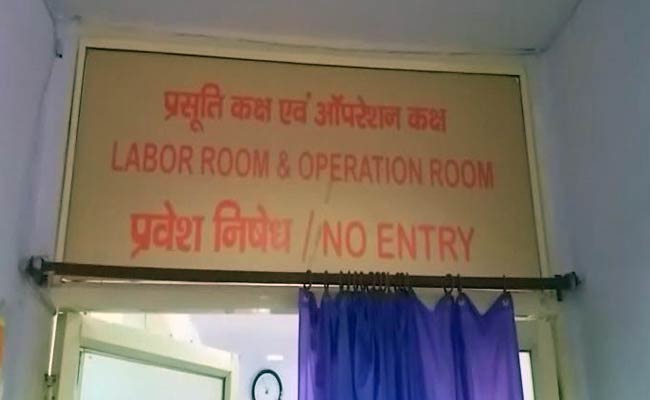 प्रसूति कक्ष एवं ऑपरेशन कक्ष
LABOR ROOM & OPERATION ROOM
प्रवेश निषेध / NO ENTRY